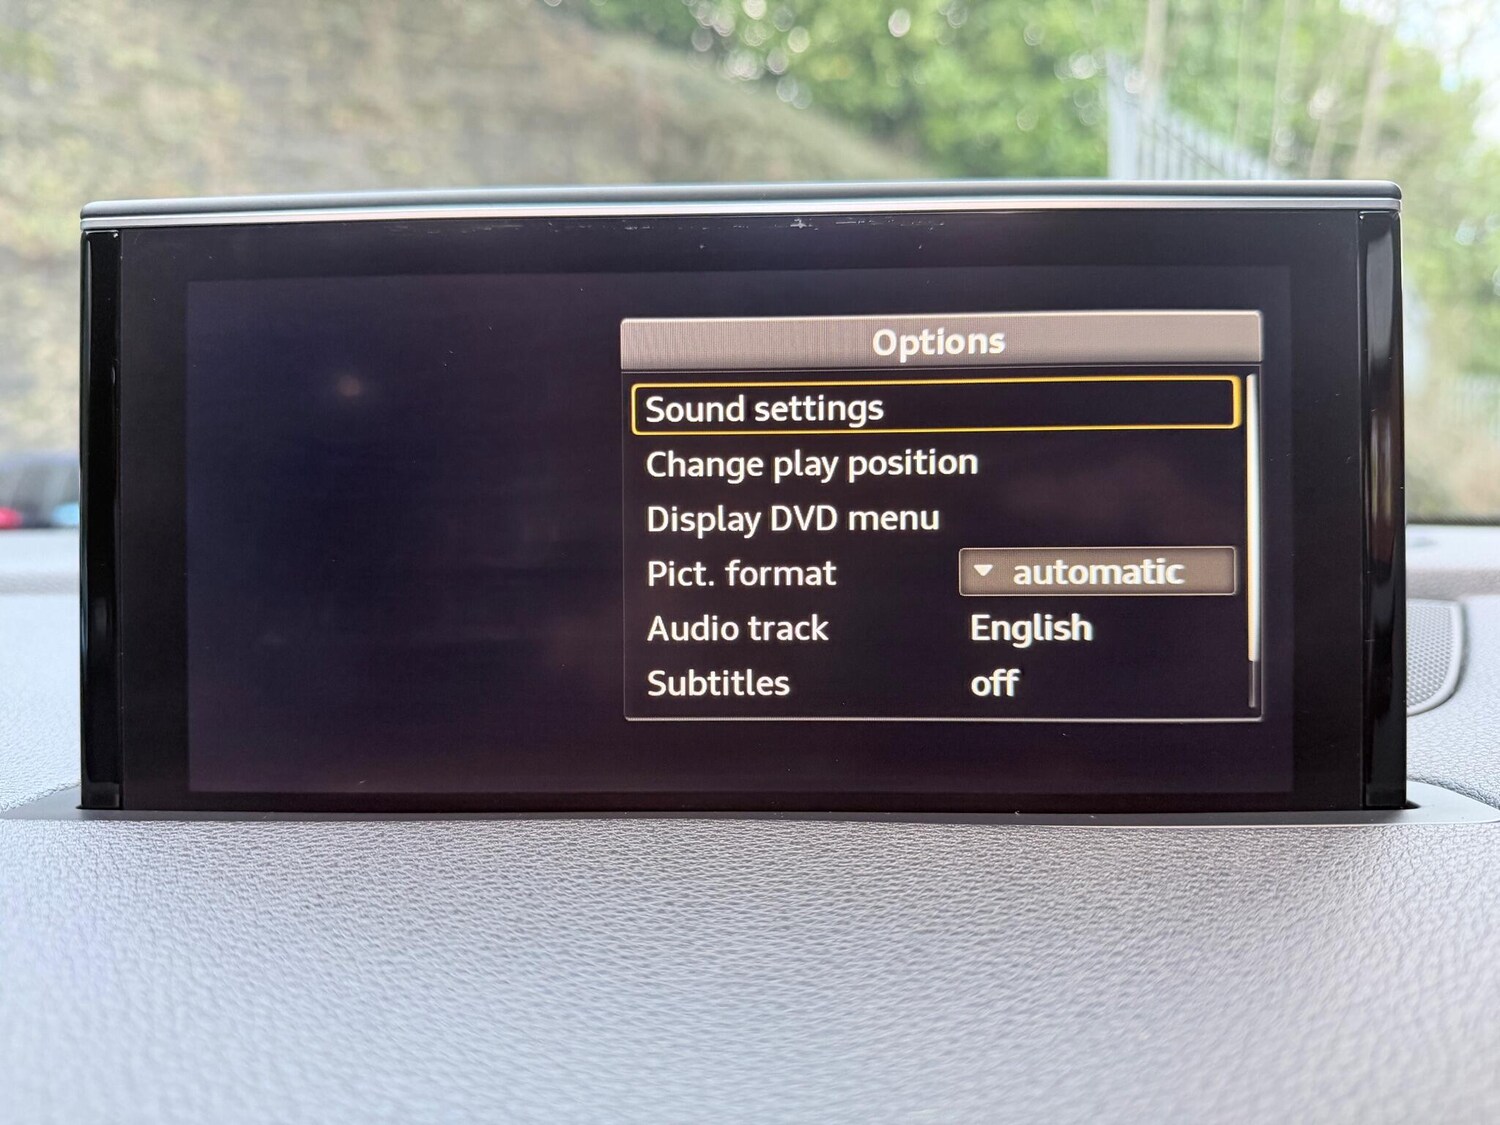 Options
Sound settings
Change play position
Display DVD menu
Pict. format automatic
Audio track English
Subtitles off